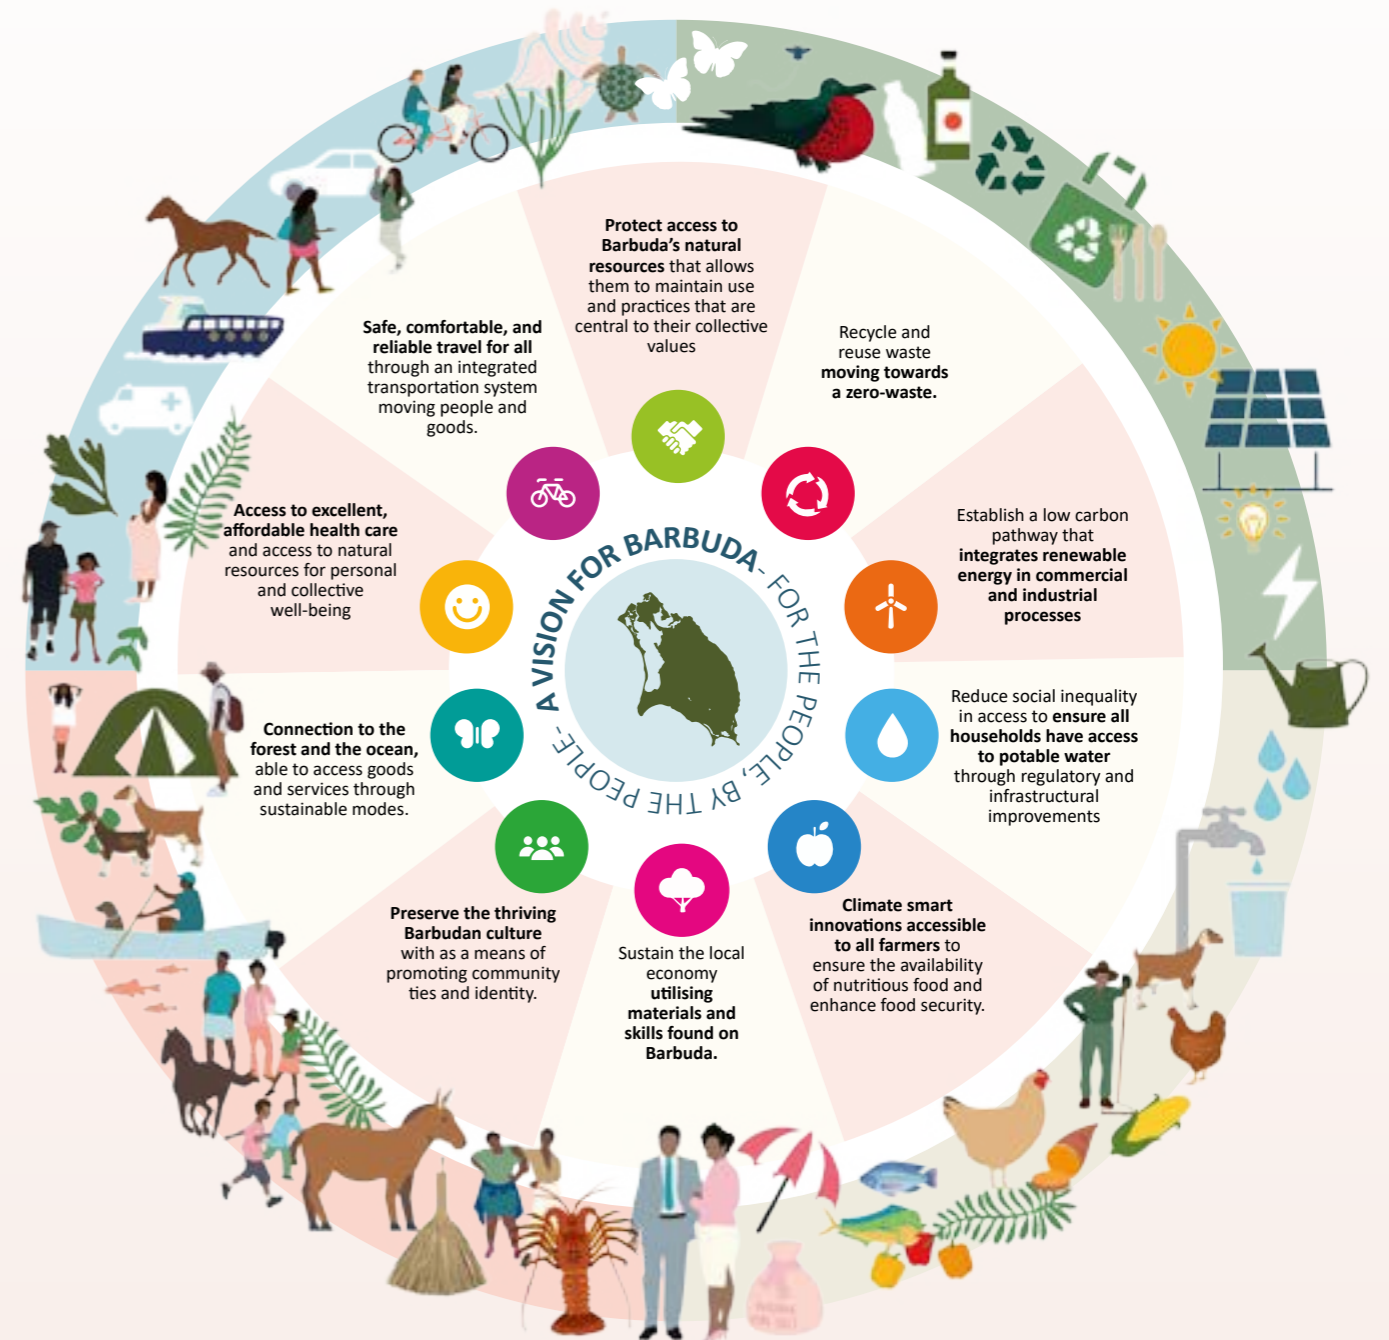 Protect access to
Barbuda's natural
resources that allows
them to maintain use
and practices that are
central to their collective
values
Recycle and
reuse waste
moving towards
a zero-waste.
Establish a low carbon
pathway that
integrates renewable
energy in commercial
and industrial
processes
Reduce social inequality
in access to ensure all
households have access
to potable water
through regulatory and
infrastructural
improvements
Climate smart
innovations accessible
to all farmers to
ensure the availability
of nutritious food and
enhance food security.
Sustain the local
economy
utilising
materials and
skills found on
Barbuda.
Preserve the thriving
Barbudan culture
with as a means of
promoting community
ties and identity.
Connection to the
forest and the ocean,
able to access goods
and services through
sustainable modes.
Access to excellent,
affordable health care
and access to natural
resources for personal
and collective
well-being
Safe, comfortable, and
reliable travel for all
through an integrated
transportation system
moving people and
goods.
A VISION FOR BARBUDA- FOR THE PEOPLE, BY THE PEOPLE-